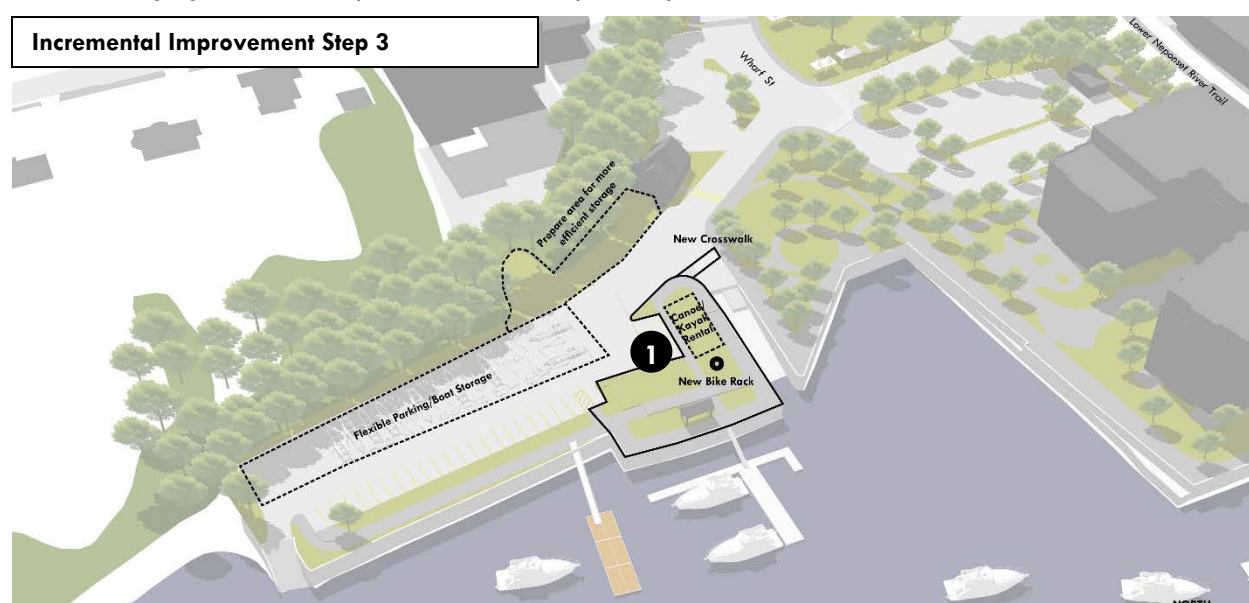 Incremental Improvement Step 3
Lower Neponset River Trail
Wharf St
Prepare area for more
efficient storage
New Crosswalk
Canoe/
Kayak
Rental
1
New Bike Rack
Flexible Parking/Boat Storage
NORTH